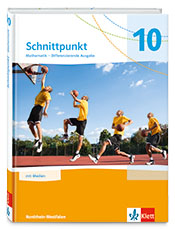 Schnittpunkt 10
Mathematik – Differenzierende Ausgabe
mit Medien
Nordrhein-Westfalen
Klett